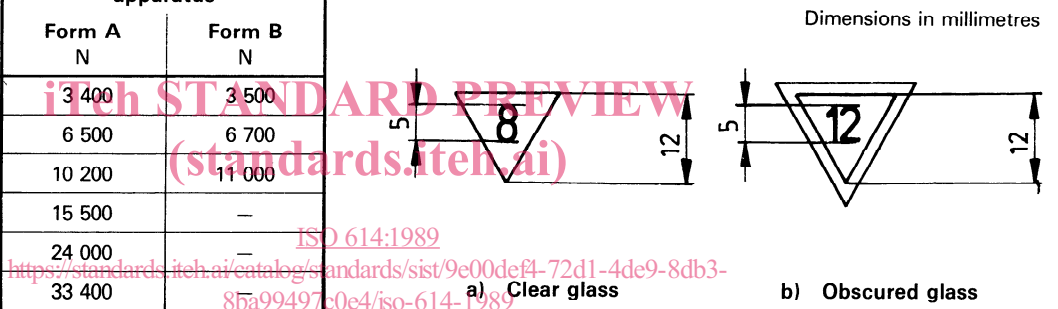 apparatus
Form A Form B
N N
3 400 3 500
6 500 6 700
10 200 11 000
15 500 —
24 000 —
33 400 —
Dimensions in millimetres
5 8 12
5 12 12
a) Clear glass
b) Obscured glass
iTeh STANDARD PREVIEW
(standards.iteh.ai)
ISO 614:1989
https://standards.iteh.ai/catalog/standards/sist/9e00def4-72d1-4de9-8db3-
8ba99497c0e4/iso-614-1989